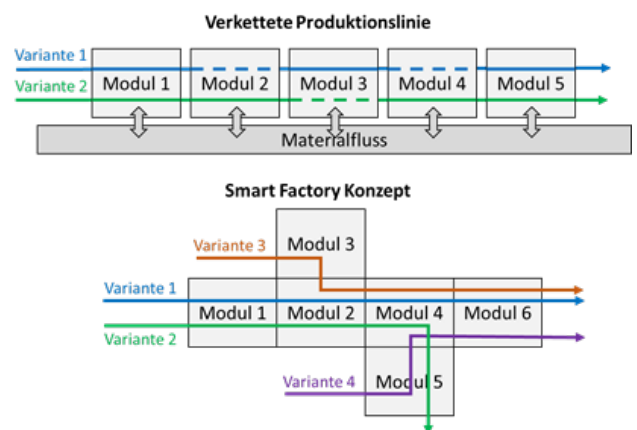 Verkettete Produktionslinie
Variante 1
Variante 2
Modul 1 Modul 2 Modul 3 Modul 4 Modul 5
Materialfluss
Smart Factory Konzept
Variante 3
Modul 3
Variante 1
Modul 1 Modul 2 Modul 4 Modul 6
Variante 2
Variante 4
Modul 5